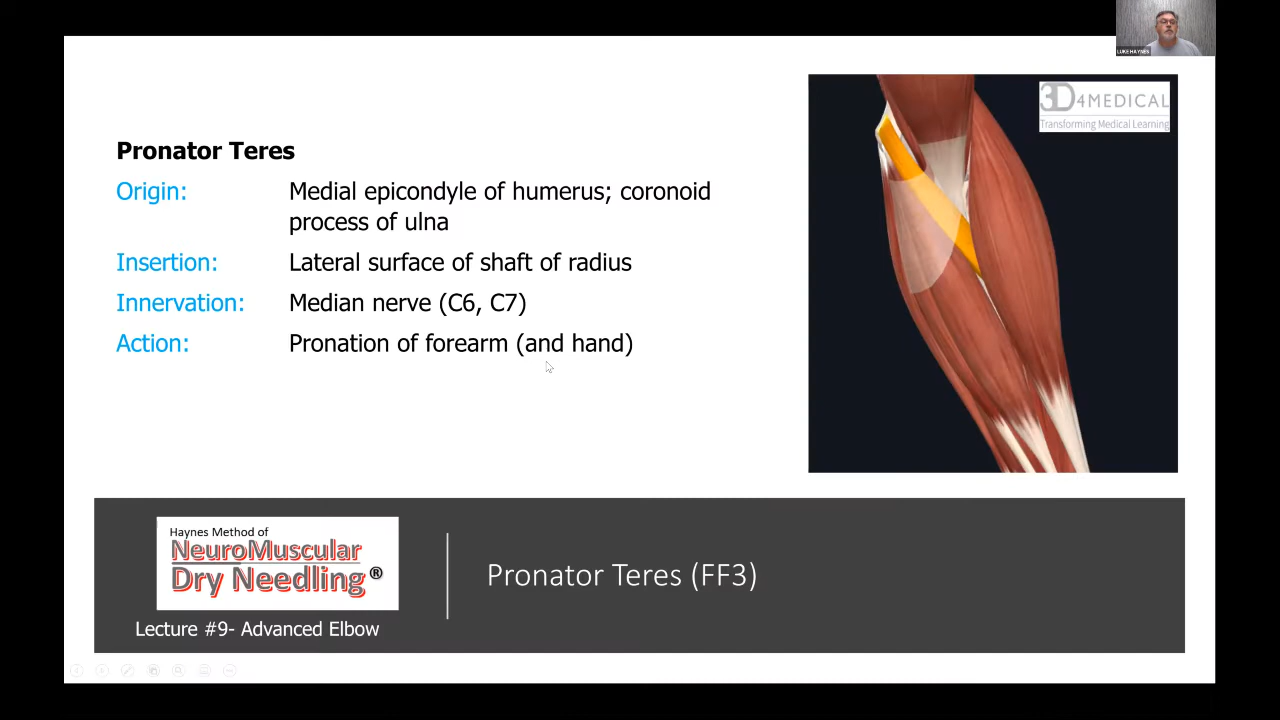 LUKE HAYNES
3D4MEDICAL
Transforming Medical Learning
Pronator Teres
Origin: Medial epicondyle of humerus; coronoid
process of ulna
Insertion: Lateral surface of shaft of radius
Innervation: Median nerve (C6, C7)
Action: Pronation of forearm (and hand)
Haynes Method of
NeuroMuscular
Dry Needling®
Lecture #9- Advanced Elbow
Pronator Teres (FF3)